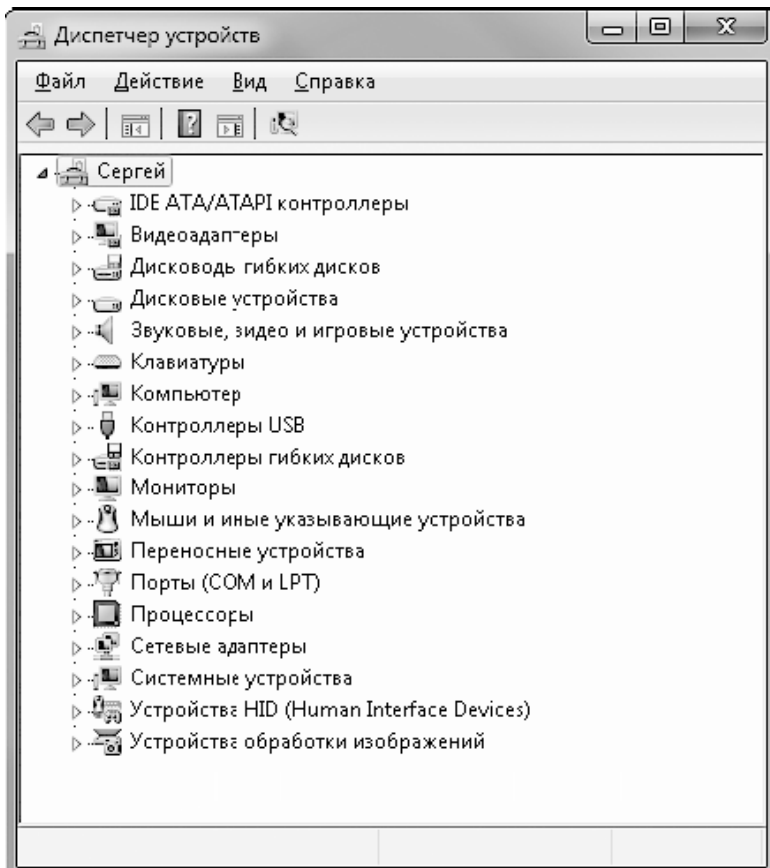 Диспетчер устройств
Файл Действие Вид Справка
Сергей
IDE ATA/ATAPI контроллеры
Видеоадаптеры
Дисководы гибких дисков
Дисковые устройства
Звуковые, видео и игровые устройства
Клавиатуры
Компьютер
Контроллеры USB
Контроллеры гибких дисков
Мониторы
Мыши и иные указывающие устройства
Переносные устройства
Порты (COM и LPT)
Процессоры
Сетевые адаптеры
Системные устройства
Устройства HID (Human Interface Devices)
Устройства обработки изображений